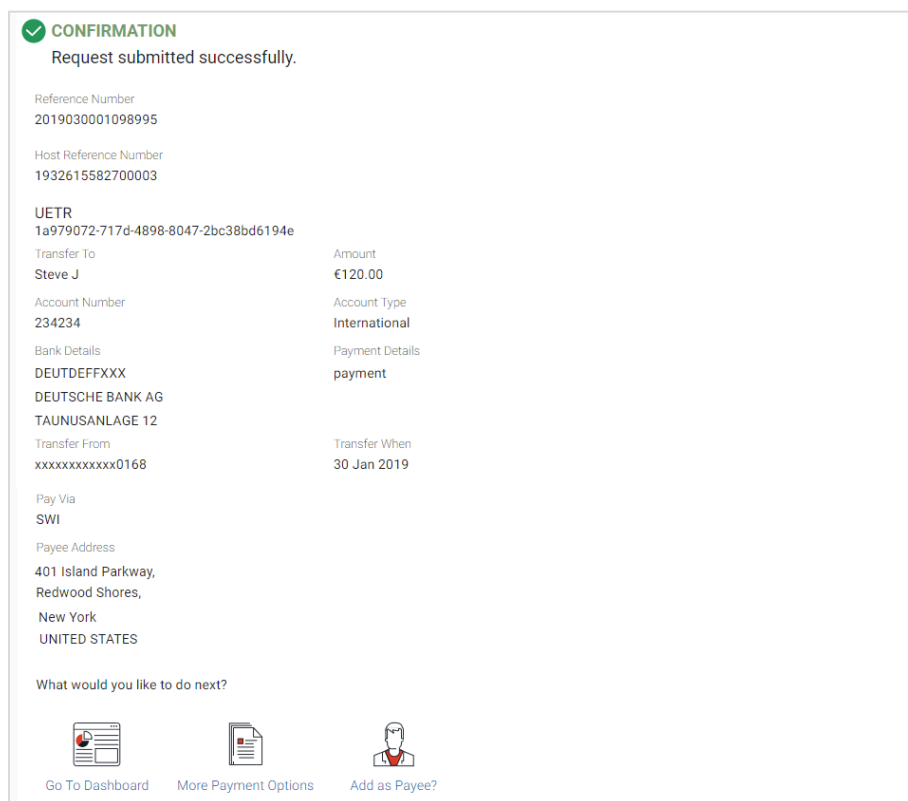 CONFIRMATION
Request submitted successfully.
Reference Number
2019030001098995
Host Reference Number
1932615582700003
UETR
1a979072-717d-4898-8047-2bc38bd6194e
Transfer To Amount
Steve J €120.00
Account Number Account Type
234234 International
Bank Details Payment Details
DEUTDEFFXXX payment
DEUTSCHE BANK AG
TAUNUSANLAGE 12
Transfer From Transfer When
xxxxxxxxxxxx0168 30 Jan 2019
Pay Via
SWI
Payee Address
401 Island Parkway,
Redwood Shores,
New York
UNITED STATES
What would you like to do next?
Go To Dashboard More Payment Options Add as Payee?